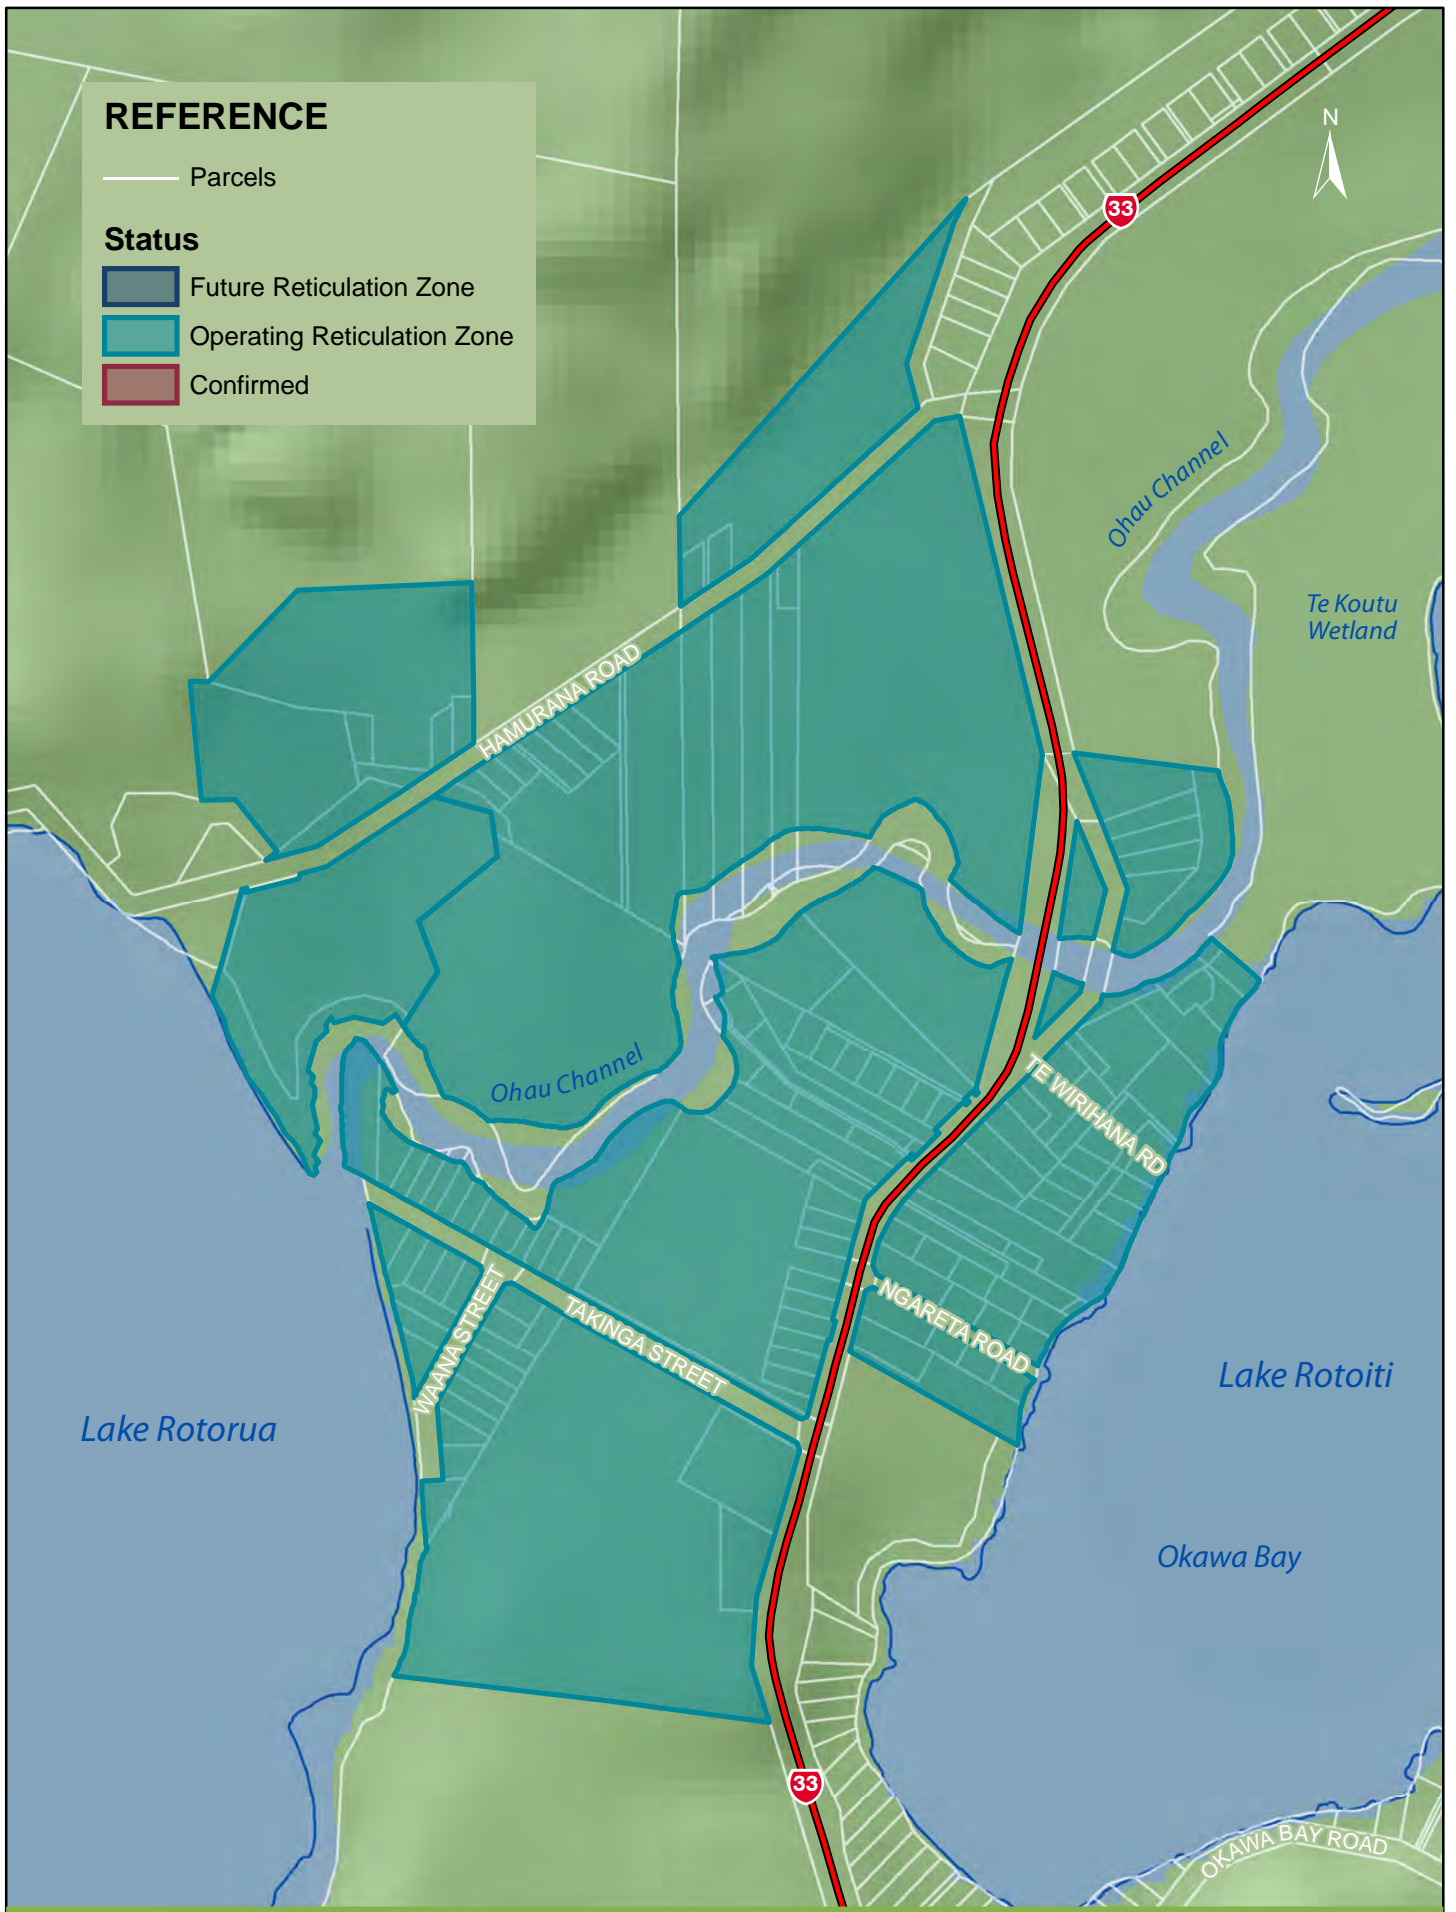 REFERENCE
Parcels
Status
Future Reticulation Zone
Operating Reticulation Zone
Confirmed
N
33
Ohau Channel
Te Koutu
Wetland
HAMURANA ROAD
Ohau Channel
TE WIRIHANA RD
NGARETA ROAD
WAANA STREET
TAKINGA STREET
Lake Rotoiti
Lake Rotorua
Okawa Bay
33
OKAWA BAY ROAD